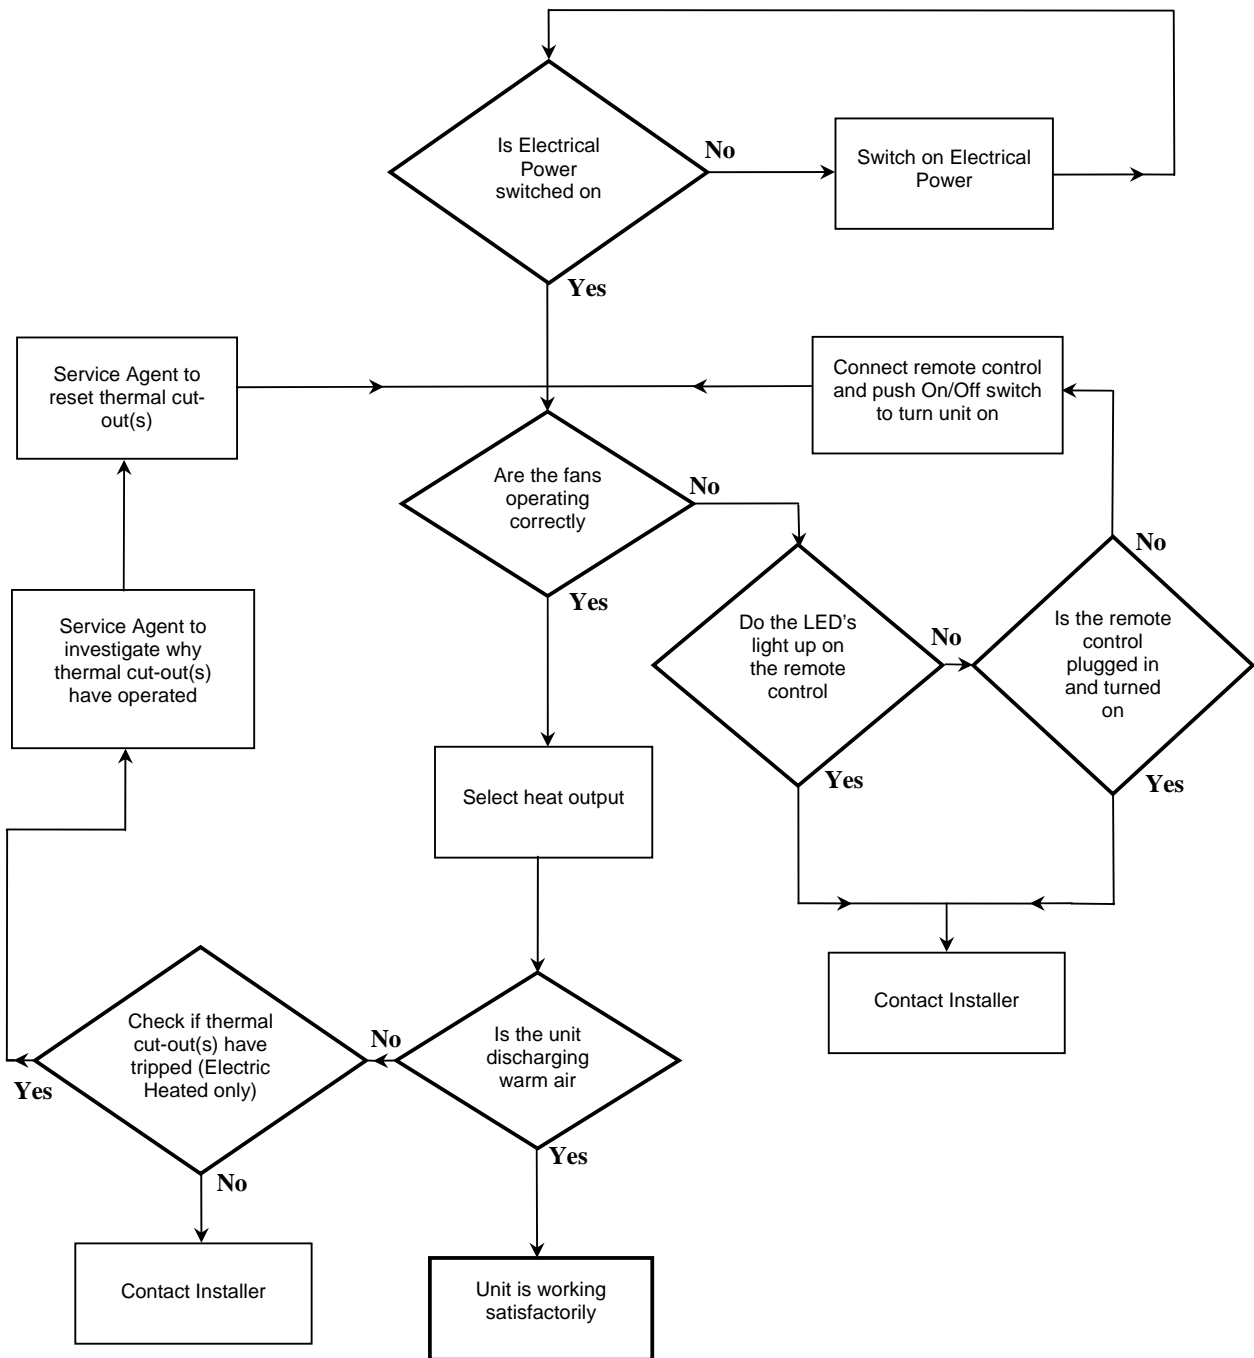 Is Electrical
Power
switched on
No
Switch on Electrical
Power
Yes
Service Agent to
reset thermal cut-
out(s)
Connect remote control
and push On/Off switch
to turn unit on
Are the fans
operating
correctly
No
Yes
No
Service Agent to
investigate why
thermal cut-out(s)
have operated
Do the LED's
light up on
the remote
control
No
Is the remote
control
plugged in
and turned
on
Yes
Yes
Select heat output
Contact Installer
Check if thermal
cut-out(s) have
tripped (Electric
Heated only)
Yes
No
Is the unit
discharging
warm air
Yes
No
Contact Installer
Unit is working
satisfactorily